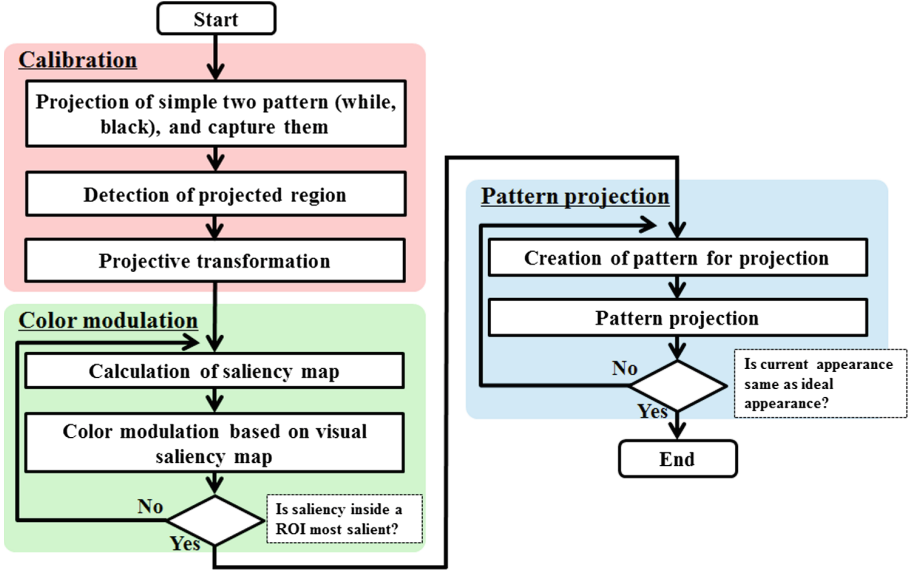 Start
Calibration
Projection of simple two pattern (while,
black), and capture them
Detection of projected region
Projective transformation
Color modulation
Calculation of saliency map
Color modulation based on visual
saliency map
No
Is saliency inside a
ROI most salient?
Yes
Pattern projection
Creation of pattern for projection
Pattern projection
No
Is current appearance
same as ideal
appearance?
Yes
End